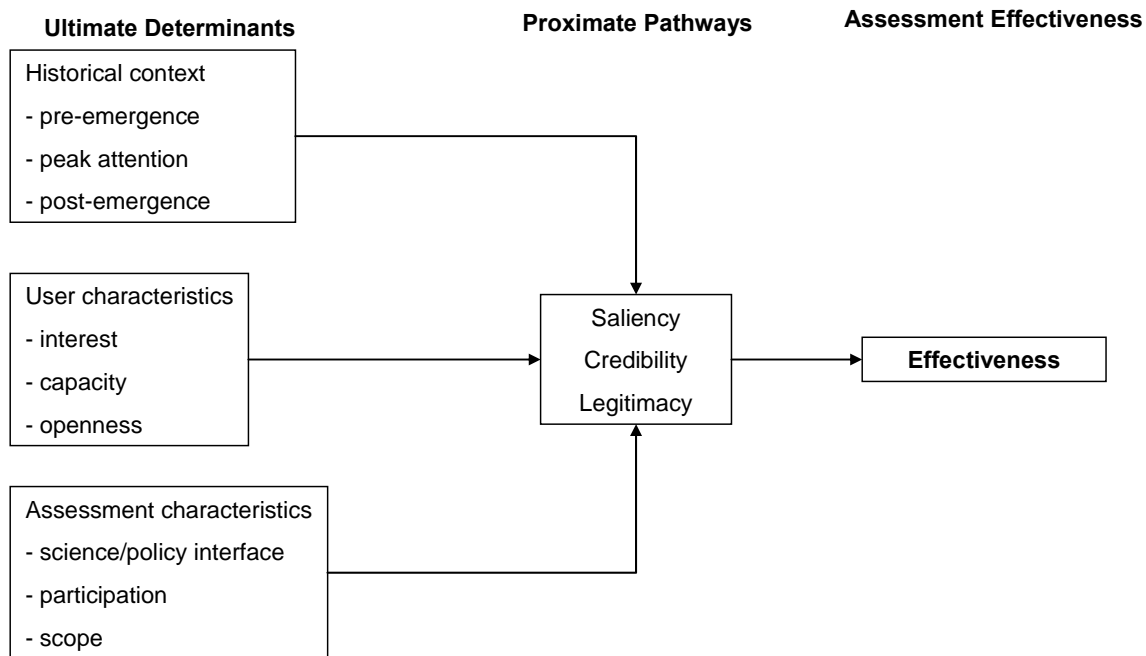 Ultimate Determinants
Proximate Pathways
Assessment Effectiveness
Historical context
- pre-emergence
- peak attention
- post-emergence
User characteristics
- interest
- capacity
- openness
Assessment characteristics
- science/policy interface
- participation
- scope
Saliency
Credibility
Legitimacy
Effectiveness